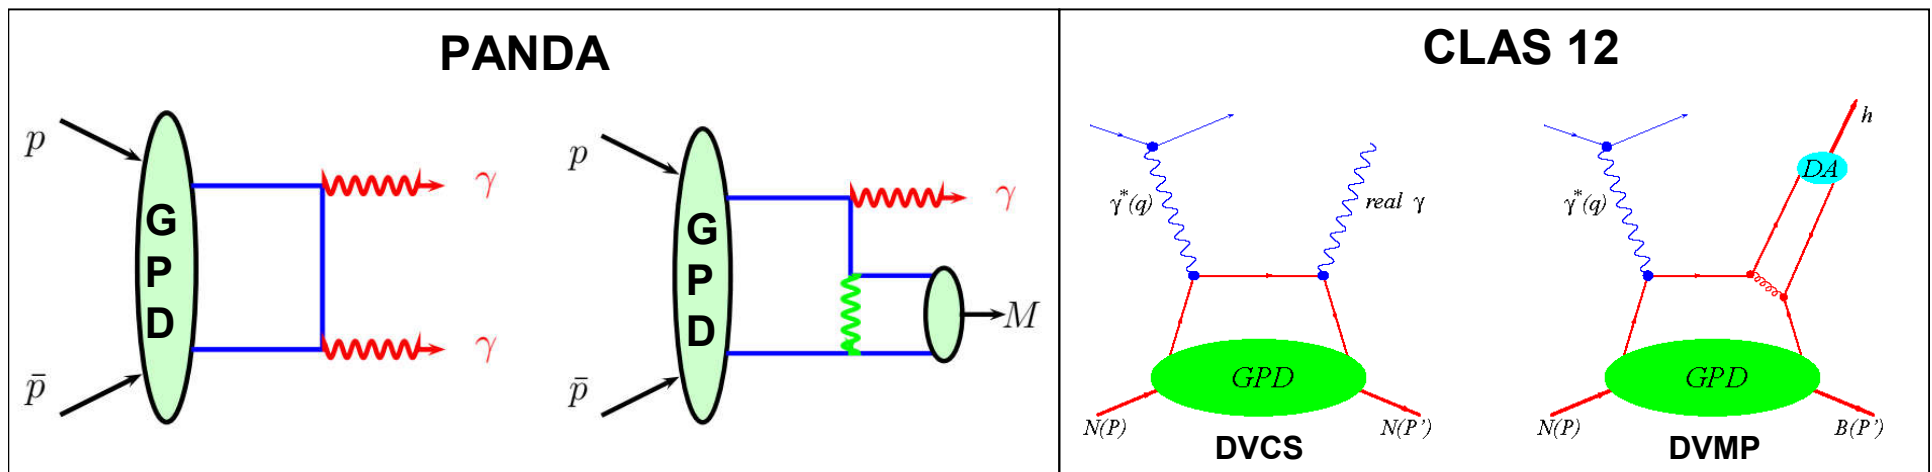 PANDA
p
G
P
D
p̄
γ
γ
p
G
P
D
p̄
γ
M
CLAS 12
γ*(q)
real γ
GPD
N(P)
N(P')
DVCS
γ*(q)
h
DA
GPD
N(P)
B(P')
DVMP